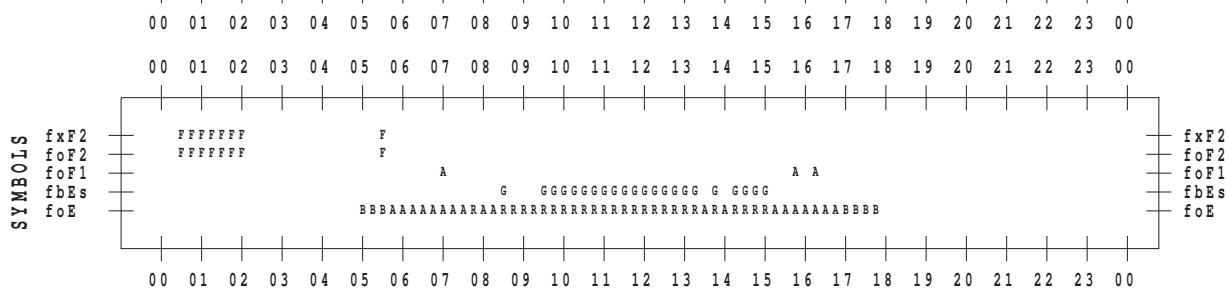 00 01 02 03 04 05 06 07 08 09 10 11 12 13 14 15 16 17 18 19 20 21 22 23 00
00 01 02 03 04 05 06 07 08 09 10 11 12 13 14 15 16 17 18 19 20 21 22 23 00
SYMBOLS
fxF2 FFFFFFF F fxF2
foF2 FFFFFFF F foF2
foF1 A A A foF1
fbEs G GGGGGGGGGGGGGGGG G GGGG fbEs
foE BBBAAAAAAAARAARRRRRRRRRRRRRRRRRRRRARARRRRAAAAAAABBBB foE
00 01 02 03 04 05 06 07 08 09 10 11 12 13 14 15 16 17 18 19 20 21 22 23 00